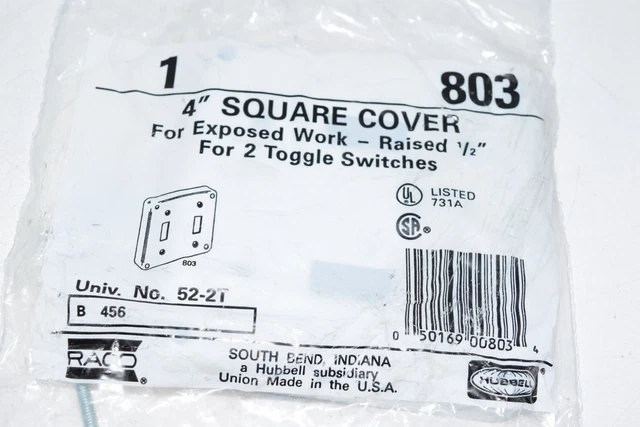 1 803
4" SQUARE COVER
For Exposed Work - Raised ½"
For 2 Toggle Switches
UL LISTED
731A
SA®
803
Univ. No. 52-2T
B 456
0 50169 00803 4
RACO®
SOUTH BEND, INDIANA
a Hubbell subsidiary
Union Made in the U.S.A.
HUBBELL®